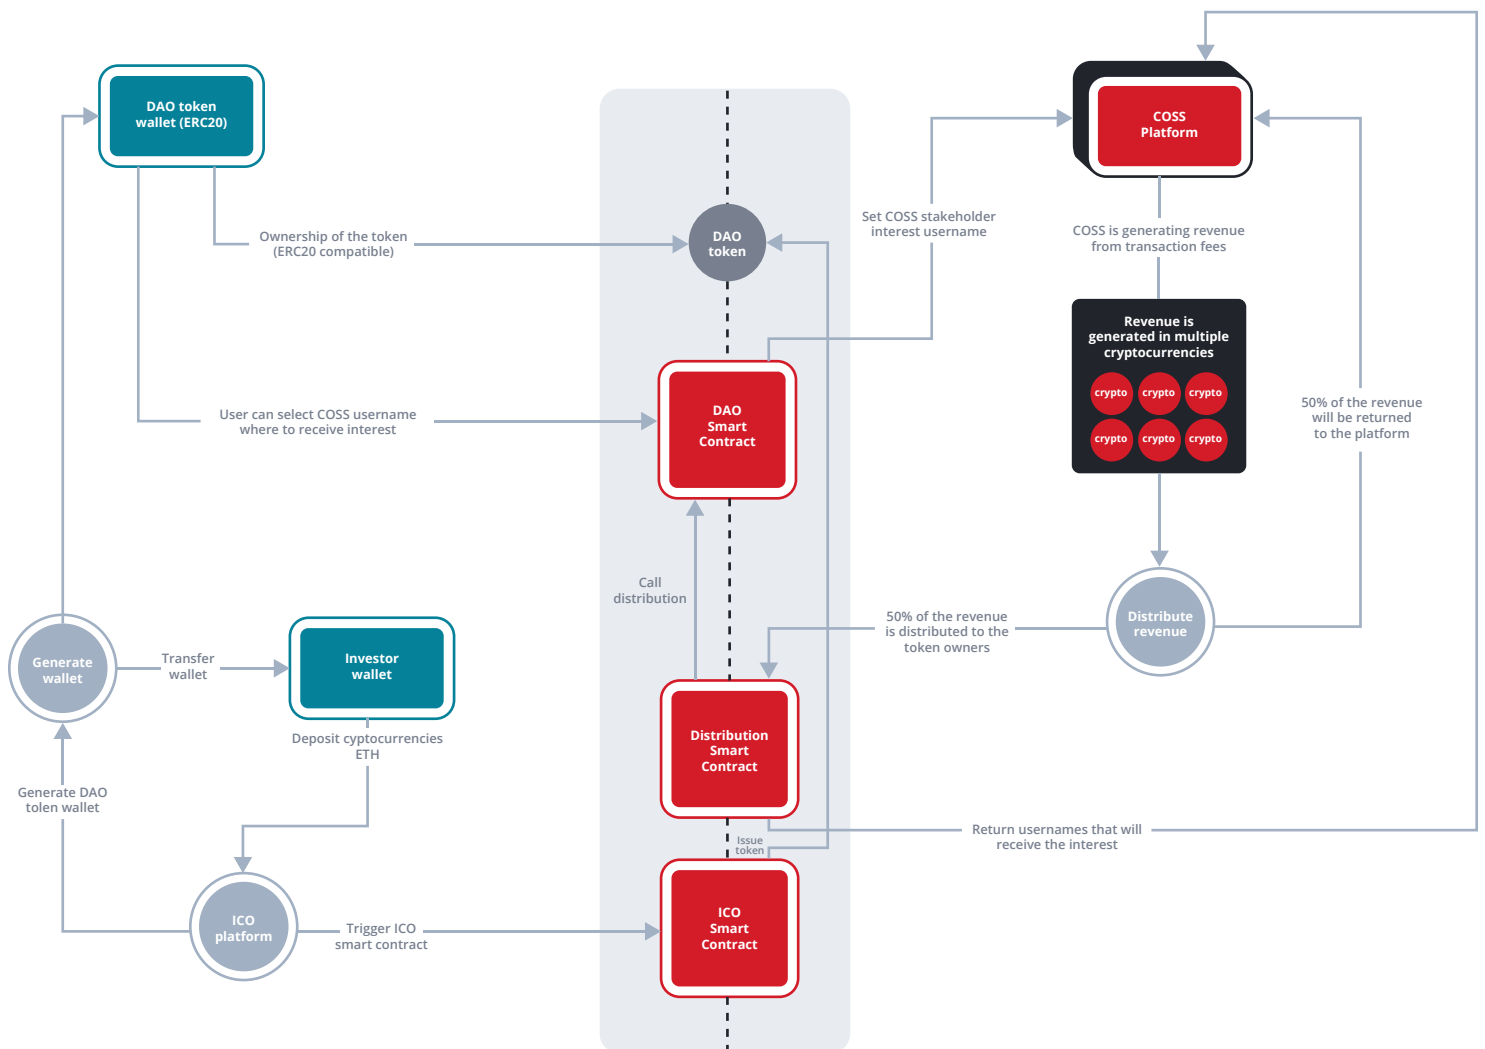 DAO token
wallet (ERC20)
COSS
Platform
Ownership of the token
(ERC20 compatible)
DAO
token
Set COSS stakeholder
interest username
COSS is generating revenue
from transaction fees
Revenue is
generated in multiple
cryptocurrencies
crypto crypto crypto
crypto crypto crypto
User can select COSS username
where to receive interest
DAO
Smart
Contract
50% of the revenue
will be returned
to the platform
Call
distribution
50% of the revenue
is distributed to the
token owners
Distribute
revenue
Generate
wallet
Transfer
wallet
Investor
wallet
Deposit cyptocurrencies
ETH
Distribution
Smart
Contract
Generate DAO
tolen wallet
Issue
token
Return usernames that will
receive the interest
ICO
platform
Trigger ICO
smart contract
ICO
Smart
Contract